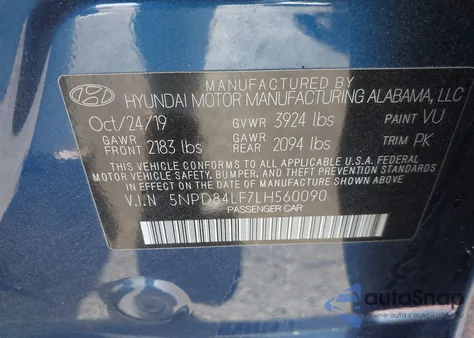 MANUFACTURED BY
HYUNDAI MOTOR MANUFACTURING ALABAMA, LLC
Oct/24/19 GVWR 3924 lbs PAINT VU
GAWR FRONT 2183 lbs GAWR REAR 2094 lbs TRIM PK
THIS VEHICLE CONFORMS TO ALL APPLICABLE U.S.A. FEDERAL
MOTOR VEHICLE SAFETY, BUMPER, AND THEFT PREVENTION STANDARDS
IN EFFECT ON THE DATE OF MANUFACTURE SHOWN ABOVE.
V.I.N 5NPD84LF7LH560090
PASSENGER CAR
autoSnap